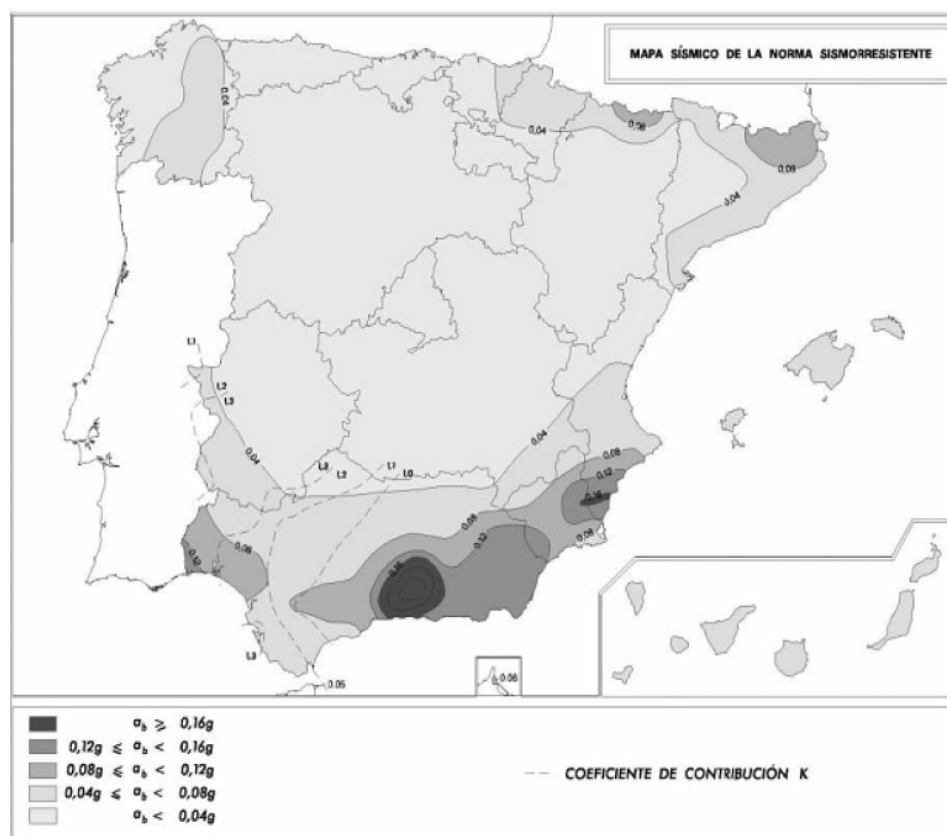 MAPA SÍSMICO DE LA NORMA SISMORRESISTENTE
0,04
0,04
0,08
0,08
0,04
L1
L2
L3
0,04
0,04
L3
L2
L1
L0
0,08
0,12
0,16
0,08
0,08
0,12
0,16
0,12
0,08
L3
0.05
0.08
a_b ⩾ 0,16g
0,12g ⩽ a_b < 0,16g
0,08g ⩽ a_b < 0,12g
0,04g ⩽ a_b < 0,08g
a_b < 0,04g
COEFICIENTE DE CONTRIBUCIÓN K